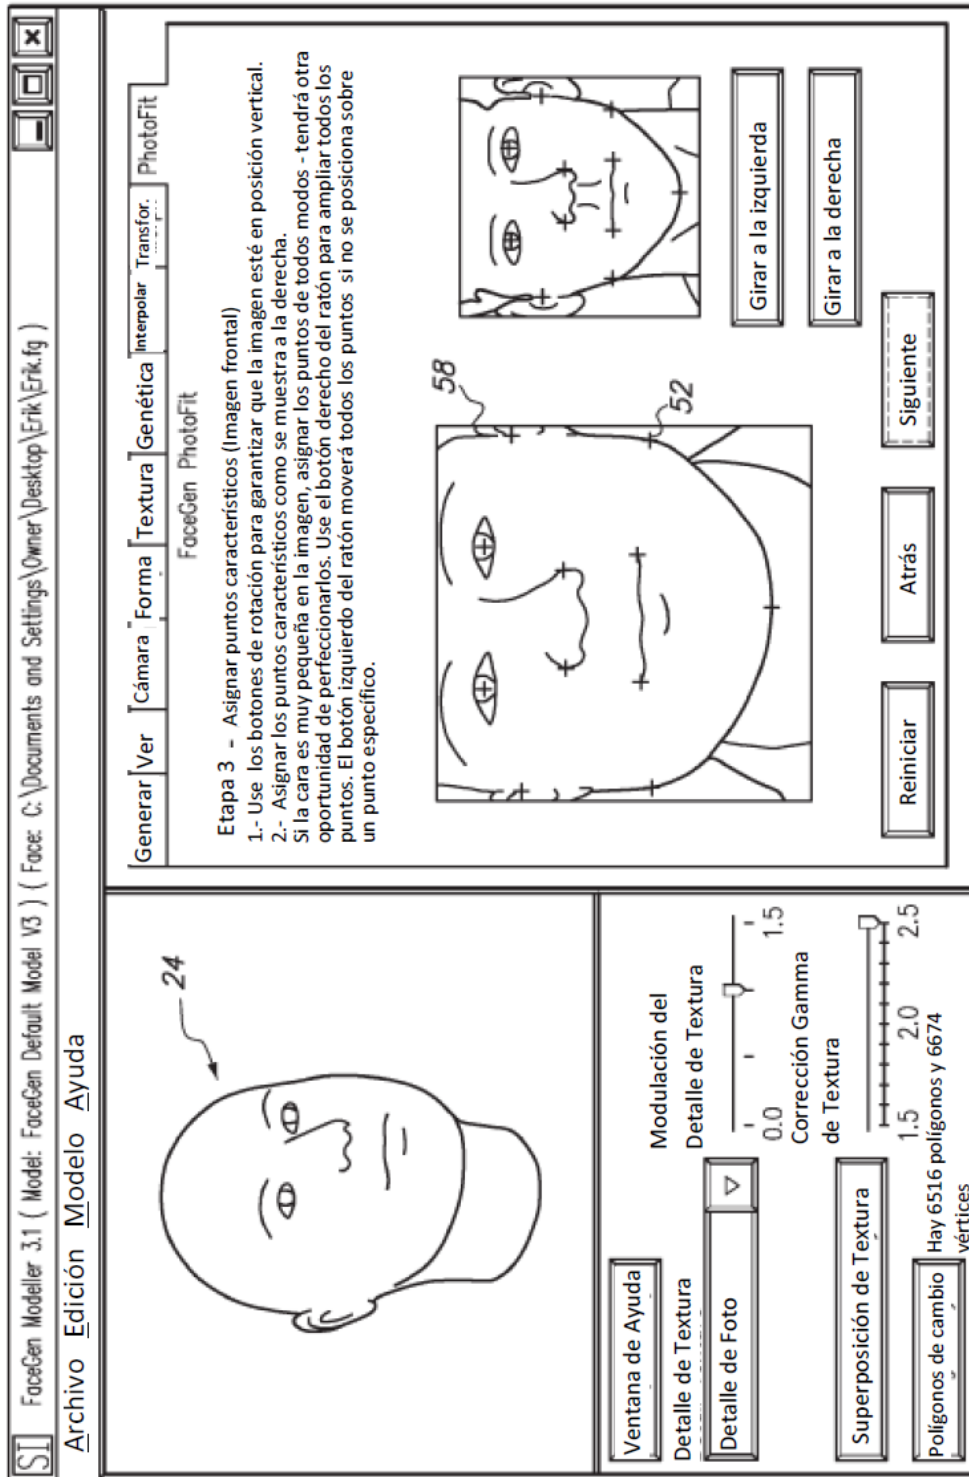 SI FaceGen Modeller 3.1 ( Model: FaceGen Default Model V3 ) ( Face: C:\Documents and Settings\Owner\Desktop\Erik\Erik.fg )
Archivo Edición Modelo Ayuda
24
Ventana de Ayuda
Detalle de Textura
Detalle de Foto
Superposición de Textura
Polígonos de cambio
Modulación del
Detalle de Textura
0.0 1.5
Corrección Gamma
de Textura
1.5 2.0 2.5
Hay 6516 polígonos y 6674
vértices
Generar Ver Cámara Forma Textura Genética Interpolar Transfor. PhotoFit
FaceGen PhotoFit
Etapa 3 - Asignar puntos característicos (Imagen frontal)
1.- Use los botones de rotación para garantizar que la imagen esté en posición vertical.
2.- Asignar los puntos característicos como se muestra a la derecha.
Si la cara es muy pequeña en la imagen, asignar los puntos de todos modos - tendrá otra
oportunidad de perfeccionarlos. Use el botón derecho del ratón para ampliar todos los
puntos. El botón izquierdo del ratón moverá todos los puntos si no se posiciona sobre
un punto específico.
58
52
Girar a la izquierda
Girar a la derecha
Reiniciar Atrás Siguiente